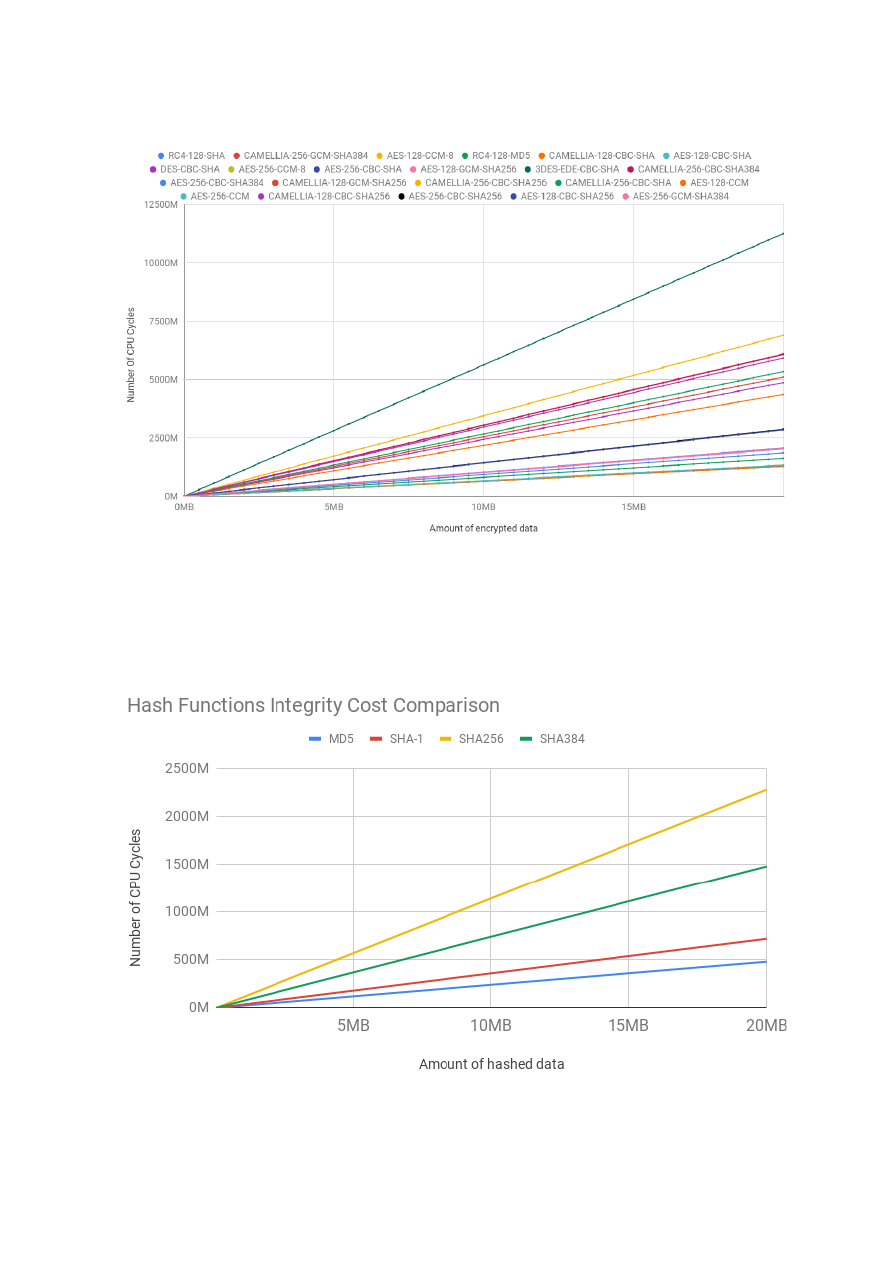 RC4-128-SHA CAMELLIA-256-GCM-SHA384 AES-128-CCM-8 RC4-128-MD5 CAMELLIA-128-CBC-SHA AES-128-CBC-SHA
DES-CBC-SHA AES-256-CCM-8 AES-256-CBC-SHA AES-128-GCM-SHA256 3DES-EDE-CBC-SHA CAMELLIA-256-CBC-SHA384
AES-256-CBC-SHA384 CAMELLIA-128-GCM-SHA256 CAMELLIA-256-CBC-SHA256 CAMELLIA-256-CBC-SHA AES-128-CCM
AES-256-CCM CAMELLIA-128-CBC-SHA256 AES-256-CBC-SHA256 AES-128-CBC-SHA256 AES-256-GCM-SHA384
12500M
10000M
7500M
5000M
2500M
0M
Number Of CPU Cycles
0MB 5MB 10MB 15MB
Amount of encrypted data
Hash Functions Integrity Cost Comparison
MD5 SHA-1 SHA256 SHA384
2500M
2000M
1500M
1000M
500M
0M
Number of CPU Cycles
5MB 10MB 15MB 20MB
Amount of hashed data